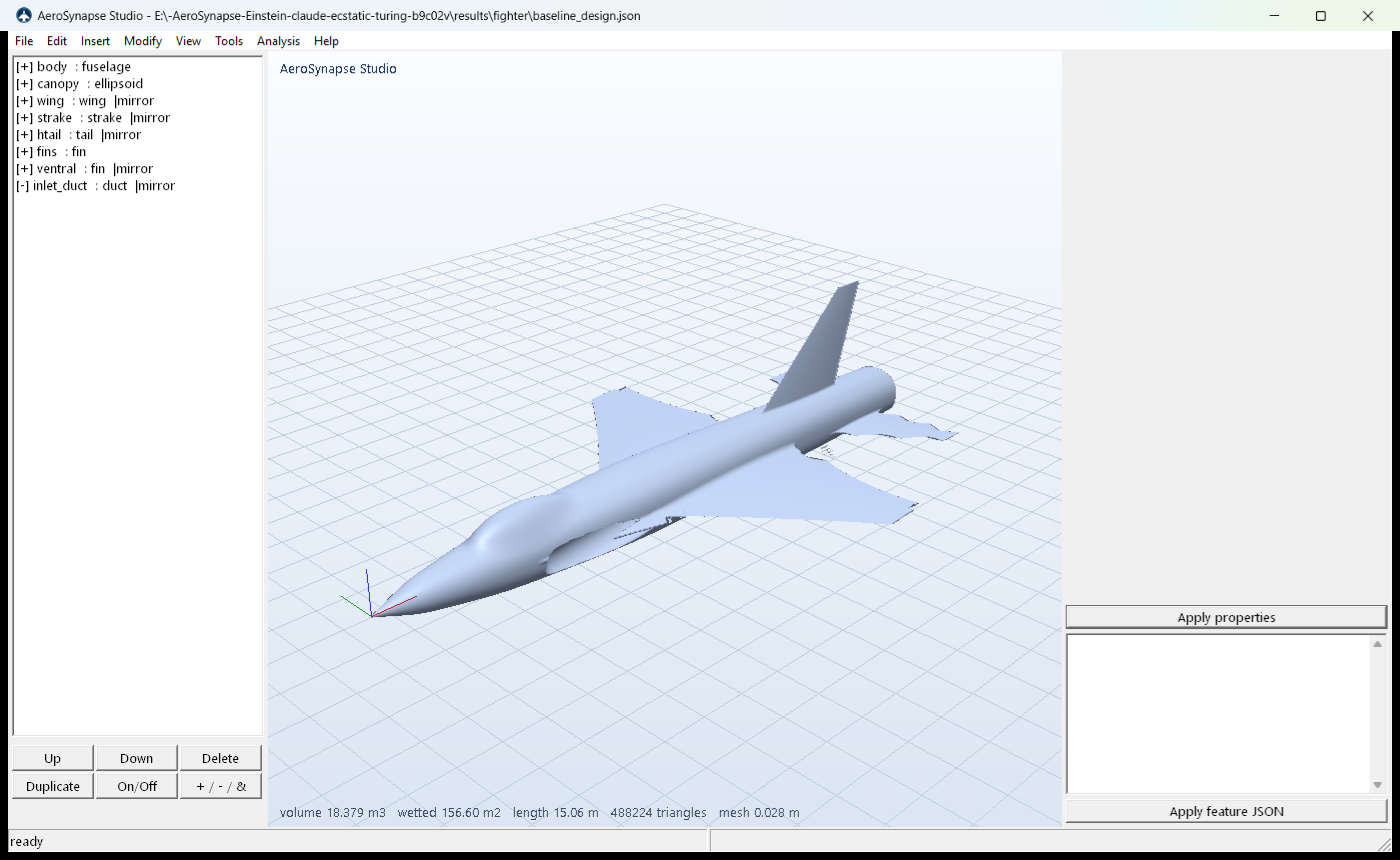 AeroSynapse Studio - E:\-AeroSynapse-Einstein-claude-ecstatic-turing-b9c02v\results\fighter\baseline_design.json
File Edit Insert Modify View Tools Analysis Help
[+] body : fuselage
[+] canopy : ellipsoid
[+] wing : wing |mirror
[+] strake : strake |mirror
[+] htail : tail |mirror
[+] fins : fin
[+] ventral : fin |mirror
[-] inlet_duct : duct |mirror
AeroSynapse Studio
Apply properties
Up Down Delete
Duplicate On/Off + / - / &
volume 18.379 m3 wetted 156.60 m2 length 15.06 m 488224 triangles mesh 0.028 m
Apply feature JSON
ready